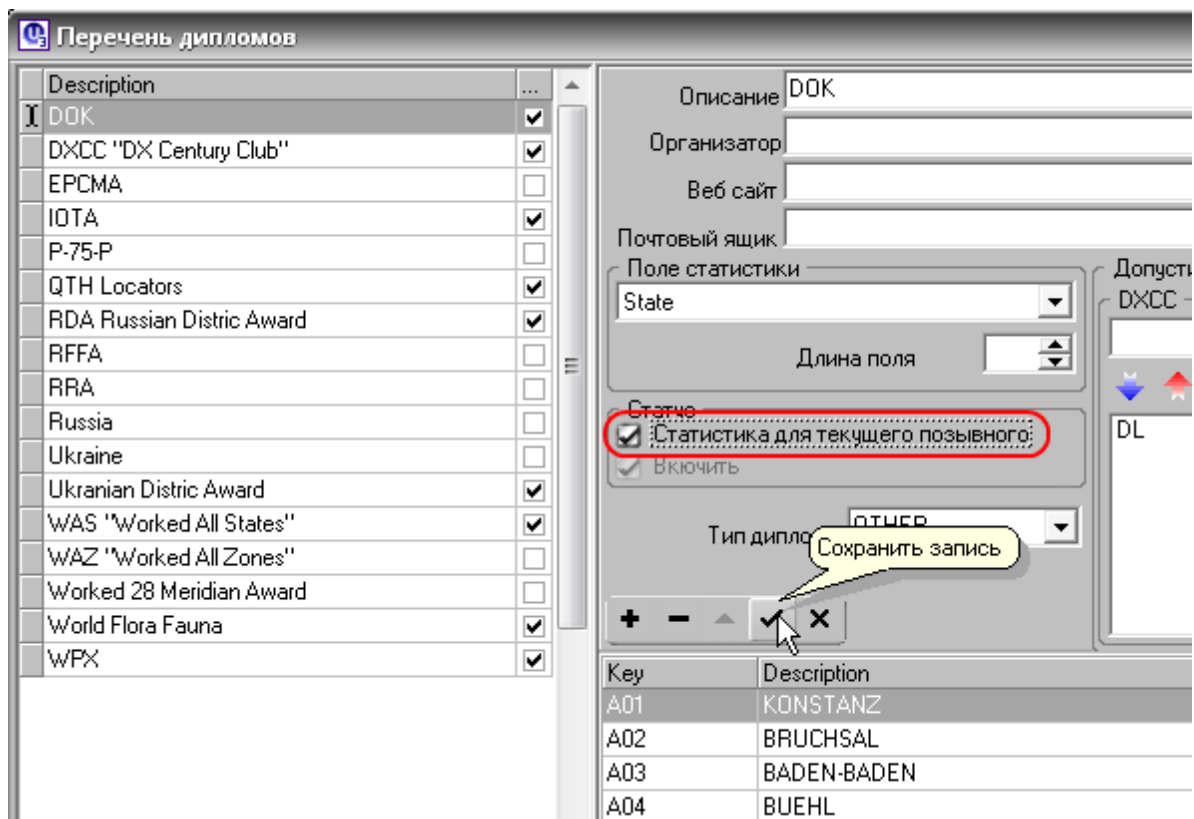 Перечень дипломов
Description ...
DOK
DXCC "DX Century Club"
EPCMA
IOTA
P-75-P
QTH Locators
RDA Russian Distric Award
RFFA
RRA
Russia
Ukraine
Ukranian Distric Award
WAS "Worked All States"
WAZ "Worked All Zones"
Worked 28 Meridian Award
World Flora Fauna
WPX
Описание DOK
Организатор
Веб сайт
Почтовый ящик
Поле статистики
State
Длина поля
Допусти
DXCC
DL
Статус
Статистика для текущего позывного
Вкючить
Тип дипло OTHER
Сохранить запись
Key Description
A01 KONSTANZ
A02 BRUCHSAL
A03 BADEN-BADEN
A04 BUEHL